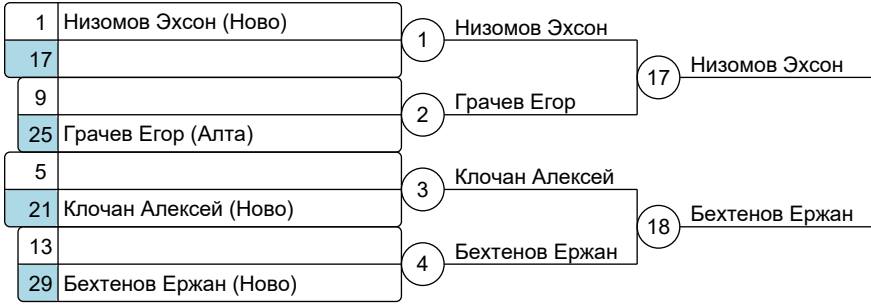 1 Низомов Эхсон (Ново)
17
1 Низомов Эхсон
9
25 Грачев Егор (Алта)
2 Грачев Егор
17 Низомов Эхсон
5
21 Клочан Алексей (Ново)
3 Клочан Алексей
13
29 Бехтенов Ержан (Ново)
4 Бехтенов Ержан
18 Бехтенов Ержан